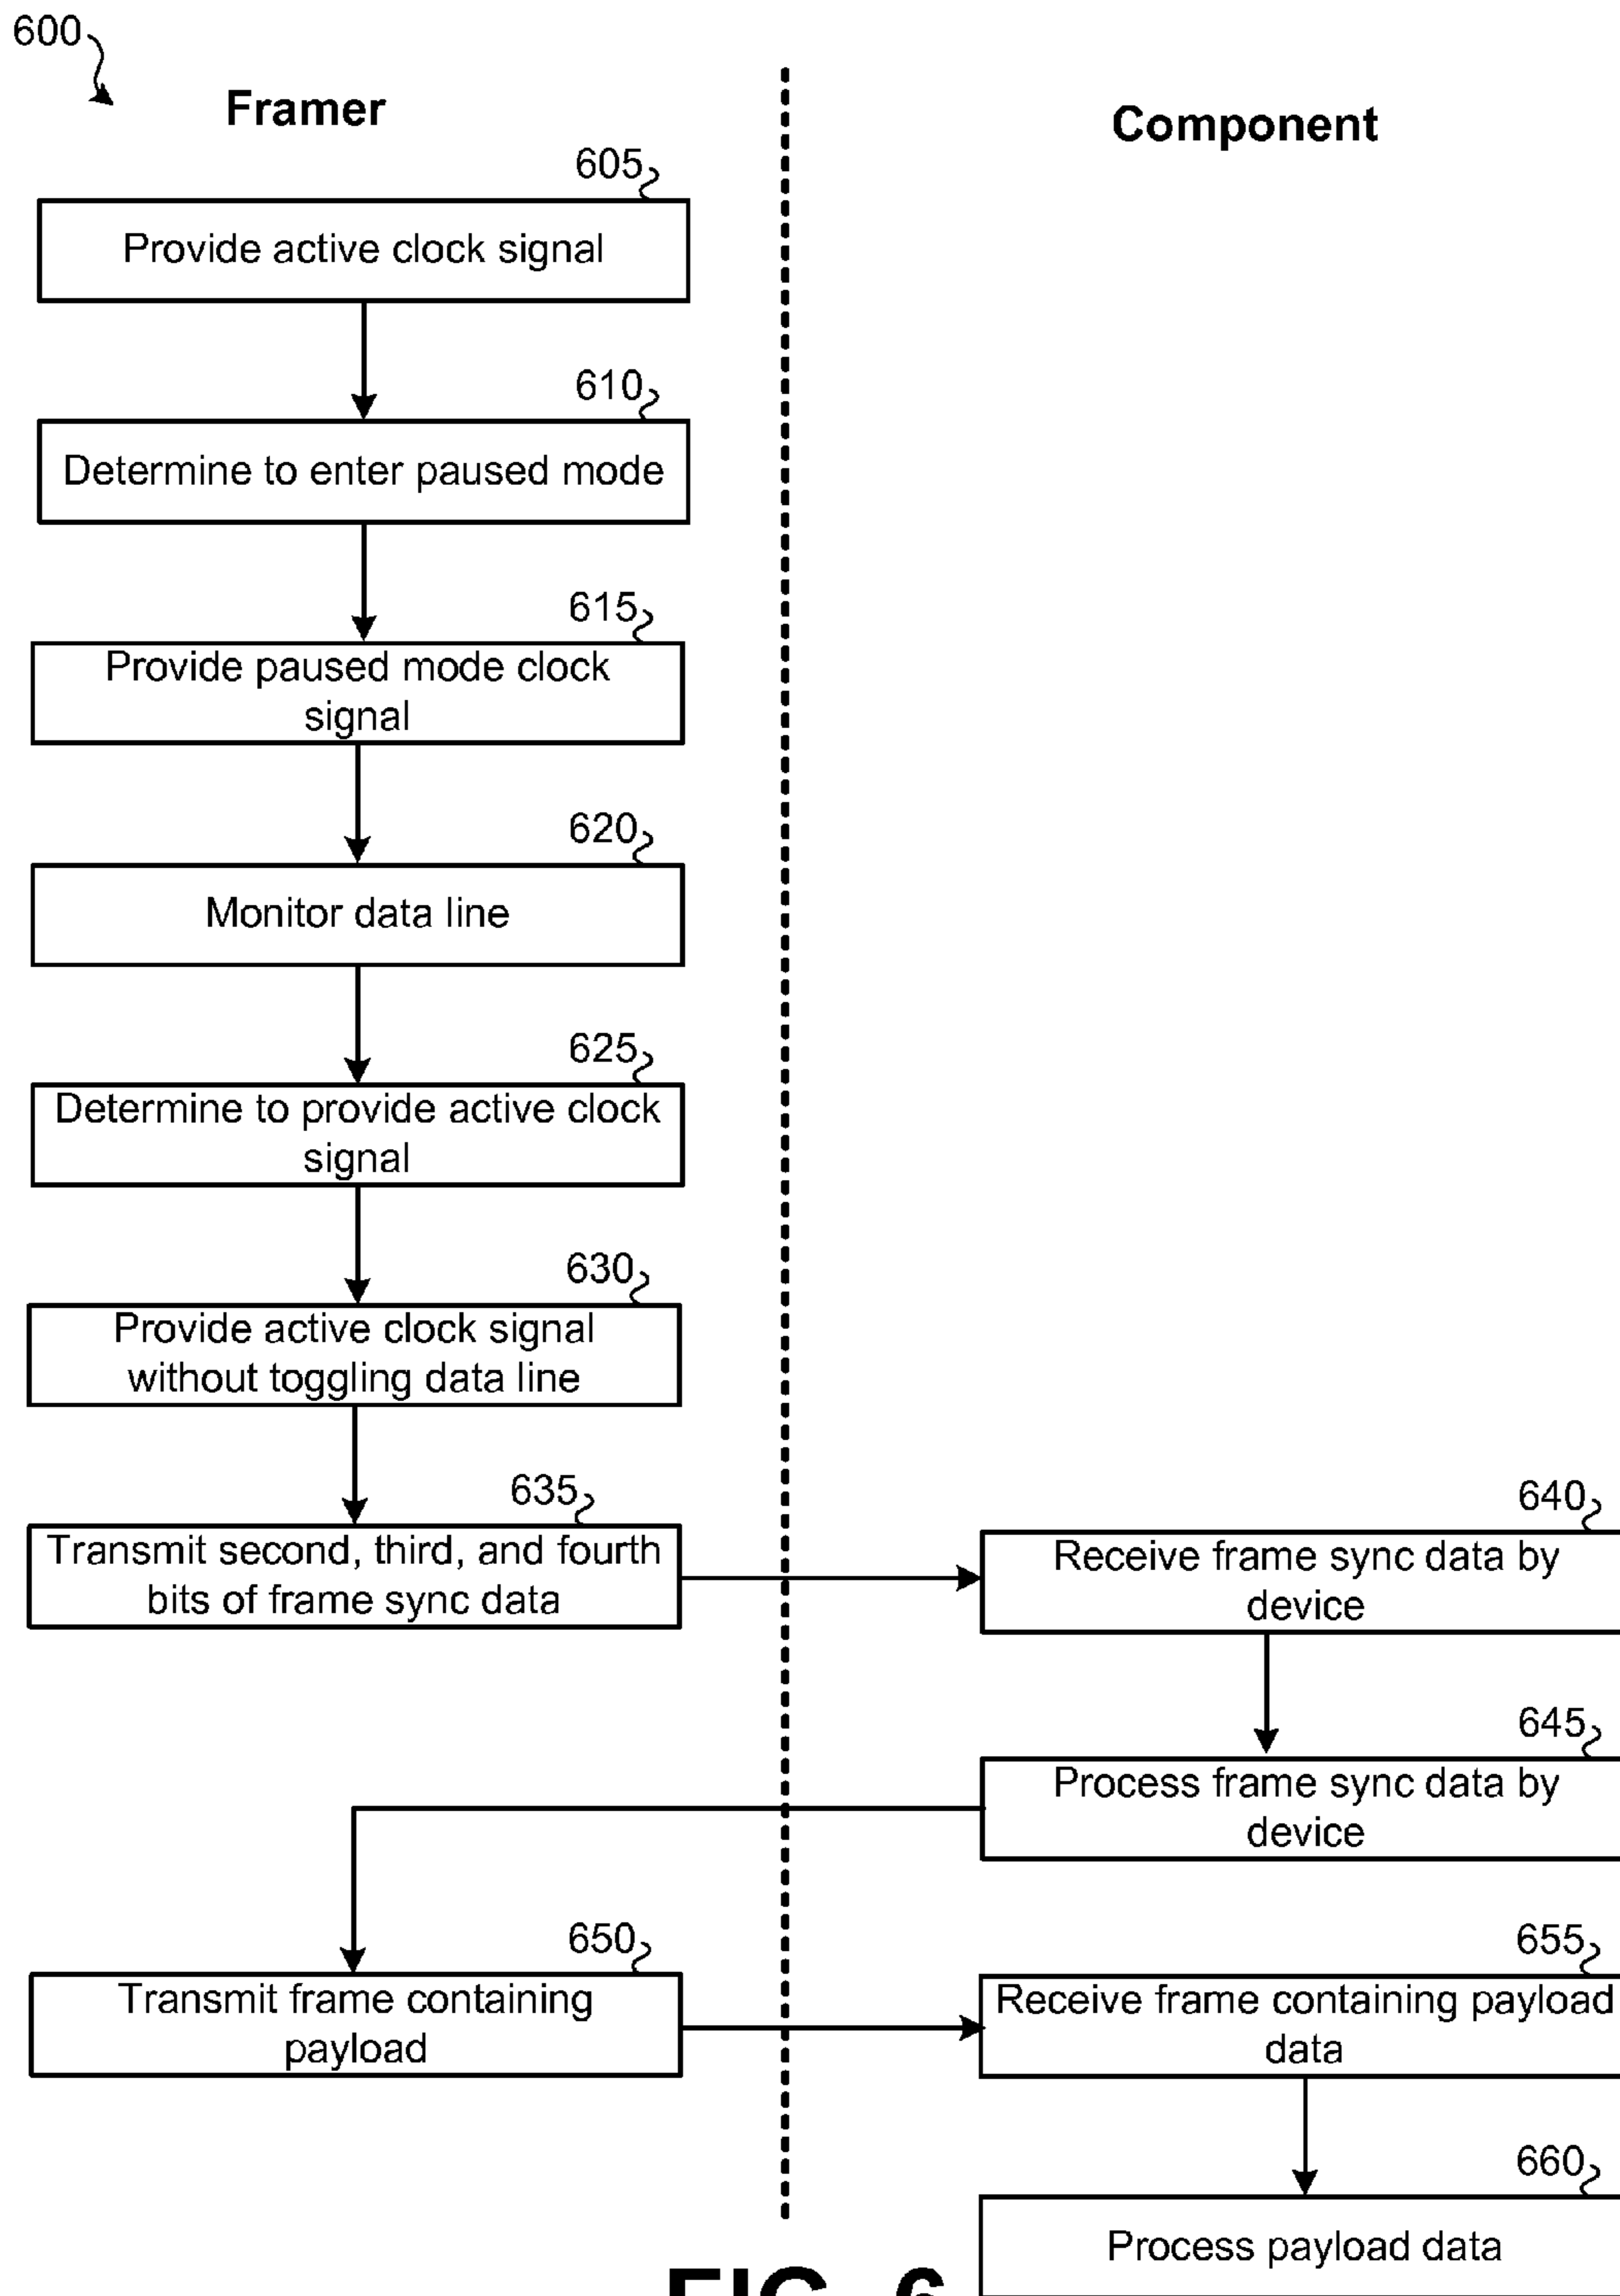 600
Framer
Component
605
Provide active clock signal
610
Determine to enter paused mode
615
Provide paused mode clock
signal
620
Monitor data line
625
Determine to provide active clock
signal
630
Provide active clock signal
without toggling data line
635
Transmit second, third, and fourth
bits of frame sync data
640
Receive frame sync data by
device
645
Process frame sync data by
device
650
Transmit frame containing
payload
655
Receive frame containing payload
data
660
Process payload data
FIG. 6